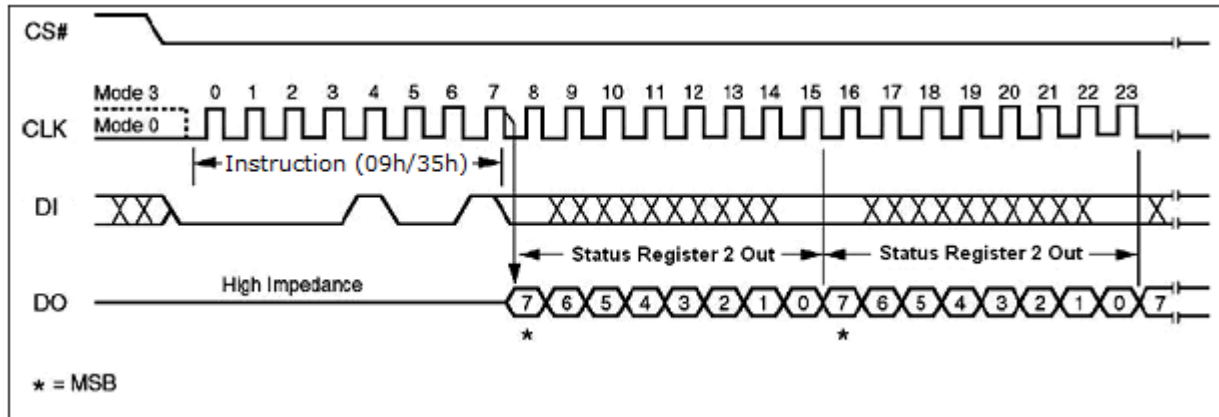 CS#
Mode 3 0 1 2 3 4 5 6 7 8 9 10 11 12 13 14 15 16 17 18 19 20 21 22 23
CLK Mode 0
Instruction (09h/35h)
DI
Status Register 2 Out Status Register 2 Out
High Impedance
DO 7 6 5 4 3 2 1 0 7 6 5 4 3 2 1 0 7
* *
* = MSB